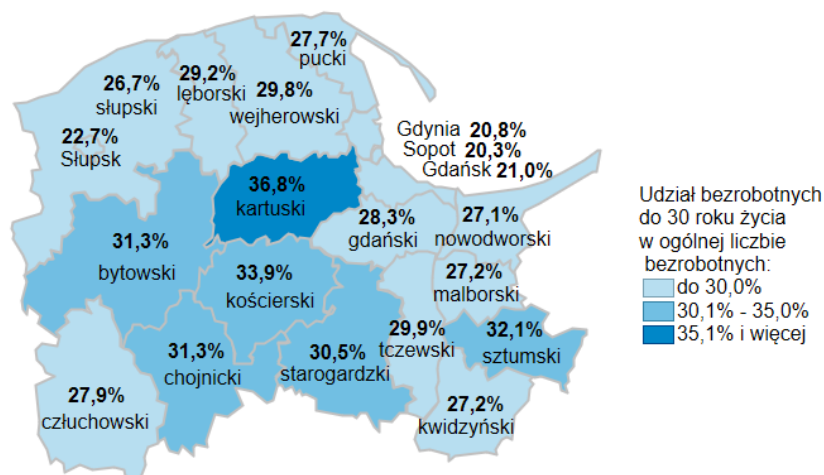 27,7%
pucki
29,2%
lęborski
26,7%
słupski
29,8%
wejherowski
22,7%
Słupsk
Gdynia 20,8%
Sopot 20,3%
Gdańsk 21,0%
36,8%
kartuski
28,3%
gdański
27,1%
nowodworski
31,3%
bytowski
33,9%
kościerski
27,2%
malborski
29,9%
tczewski
32,1%
sztumski
31,3%
chojnicki
30,5%
starogardzki
27,9%
człuchowski
27,2%
kwidzyński
Udział bezrobotnych
do 30 roku życia
w ogólnej liczbie
bezrobotnych:
do 30,0%
30,1% - 35,0%
35,1% i więcej